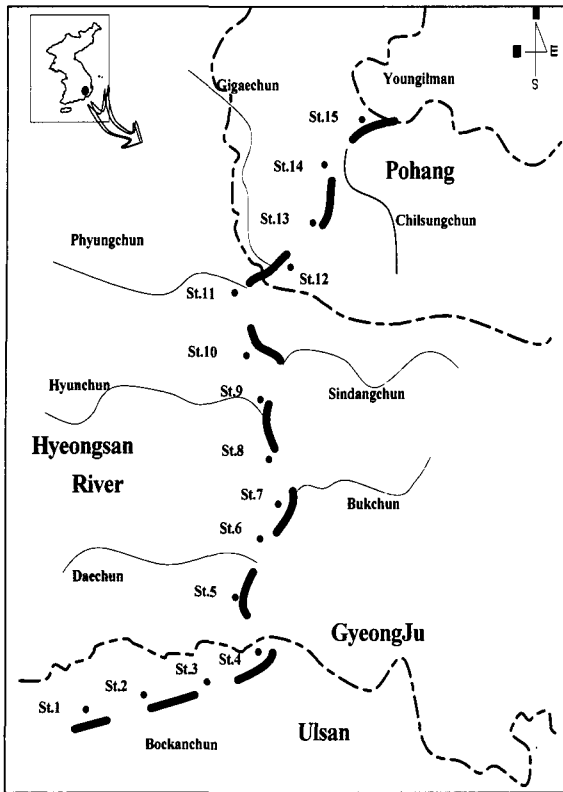 Youngilman
E
S
Gigaechun
St.15
Pohang
St.14
St.13
Chilsungchun
Phyungchun
St.12
St.11
St.10
Sindangchun
Hyunchun
St.9
Hyeongsan
River
St.8
St.7
Bukchun
St.6
Daechun
St.5
GyeongJu
St.4
St.3
St.2
St.1
Ulsan
Bockanchun